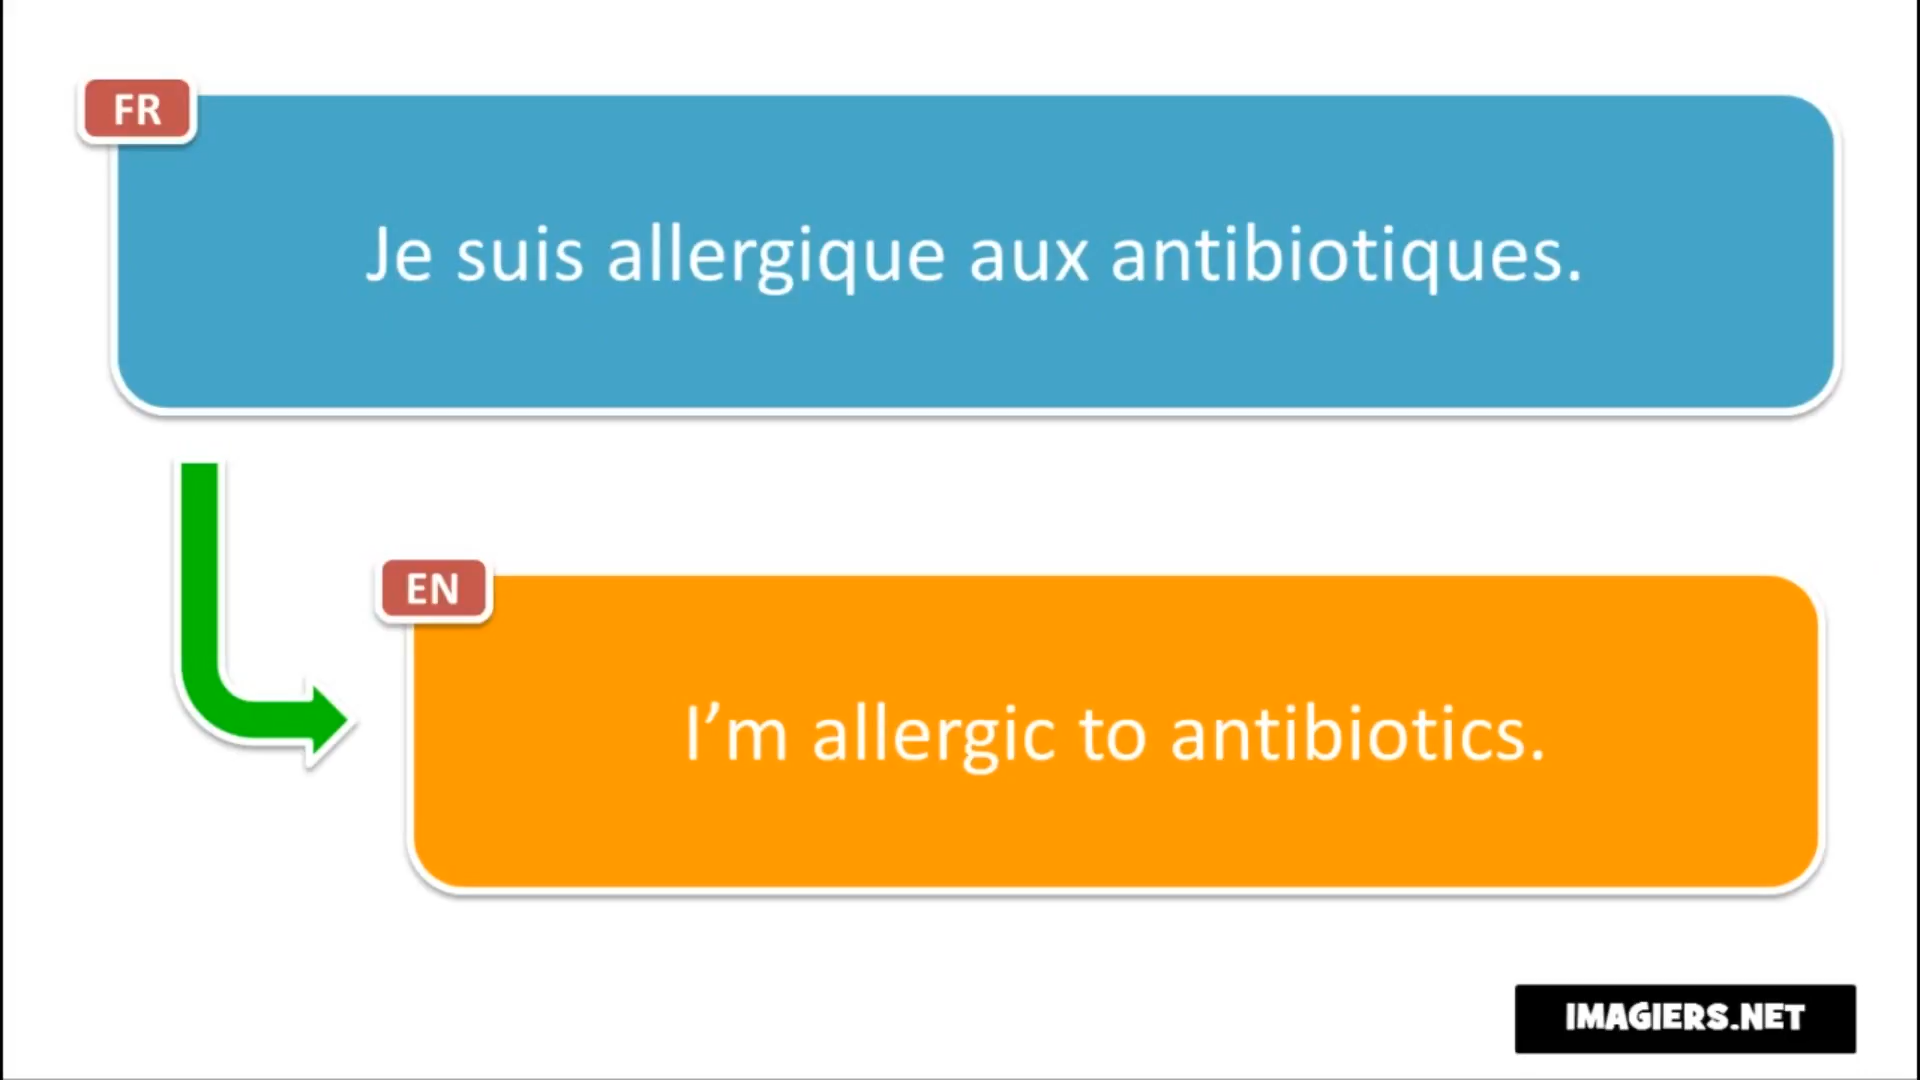 FR
Je suis allergique aux antibiotiques.
EN
I’m allergic to antibiotics.
IMAGIERS.NET